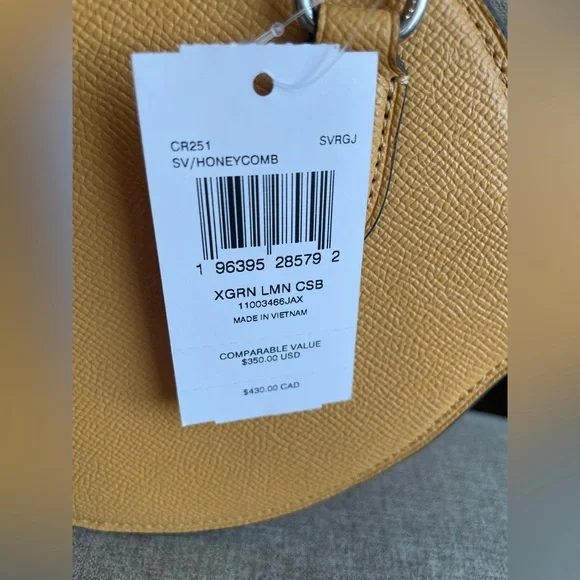 CR251 SVRGJ
SV/HONEYCOMB
1 96395 28579 2
XGRN LMN CSB
11003466JAX
MADE IN VIETNAM
COMPARABLE VALUE
$350.00 USD
$430.00 CAD